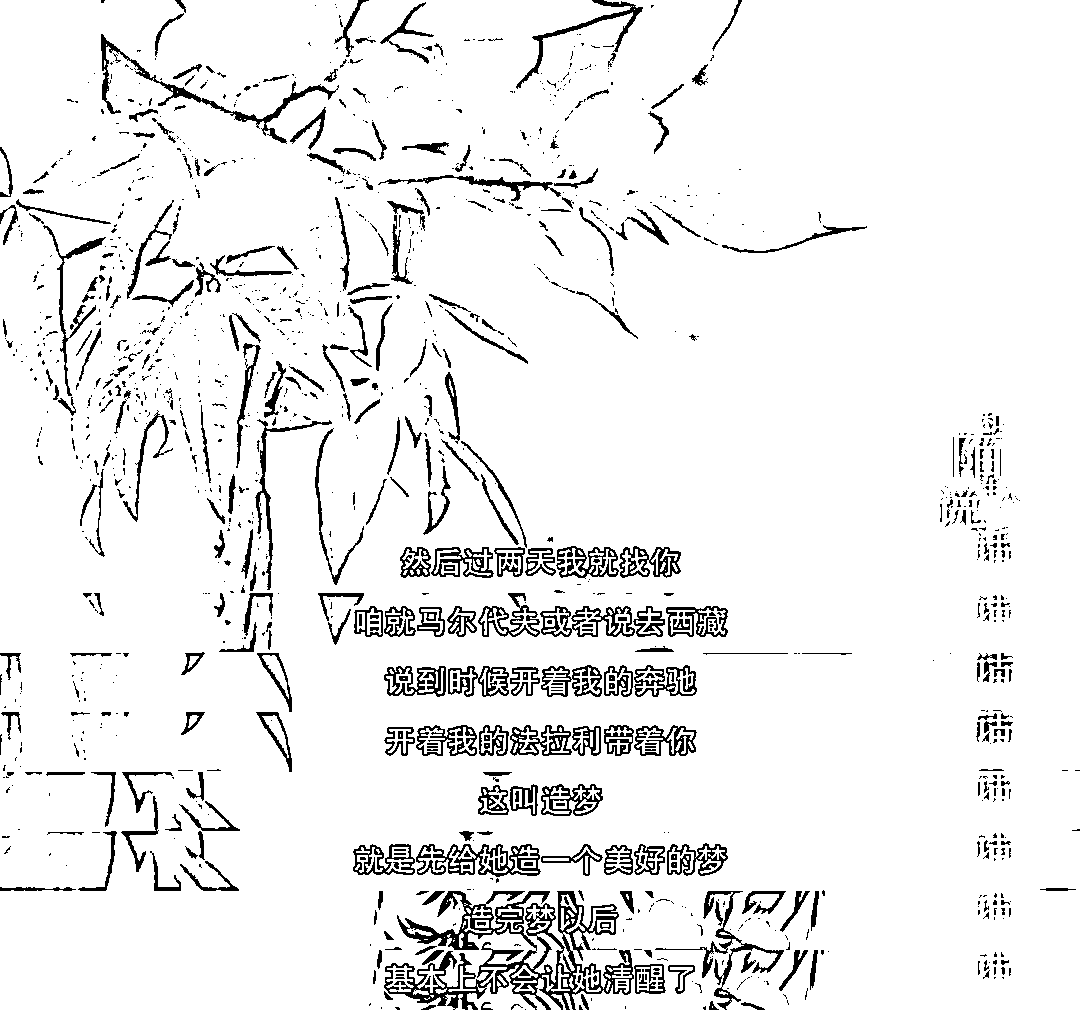 然后过两天我就找你
咱就马尔代夫或者说去西藏
说到时候开着我的奔驰
开着我的法拉利带着你
这叫造梦
就是先给她造一个美好的梦
造完梦以后
基本上不会让她清醒了